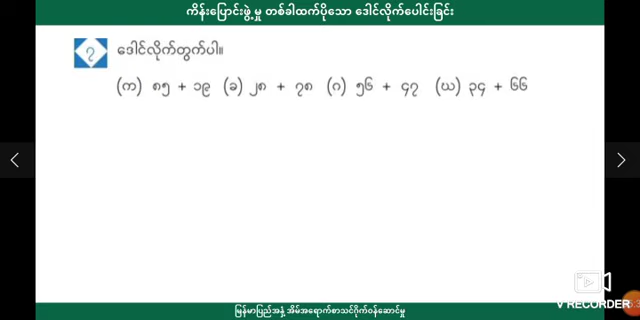 ကိန်းပြောင်းဖွဲ့မှု တစ်ခါထက်ပိုသော ဒေါင်လိုက်ပေါင်းခြင်း
၇ ဒေါင်လိုက်တွက်ပါ။
(က) ၈၅ + ၁၉ (ခ) ၂၈ + ၇၈ (ဂ) ၅၆ + ၄၇ (ဃ) ၃၄ + ၆၆
V RECORDER
မြန်မာပြည်အနှံ့ အိမ်အရောက်စာသင်ဝိုက်ဝန်ဆောင်မှု